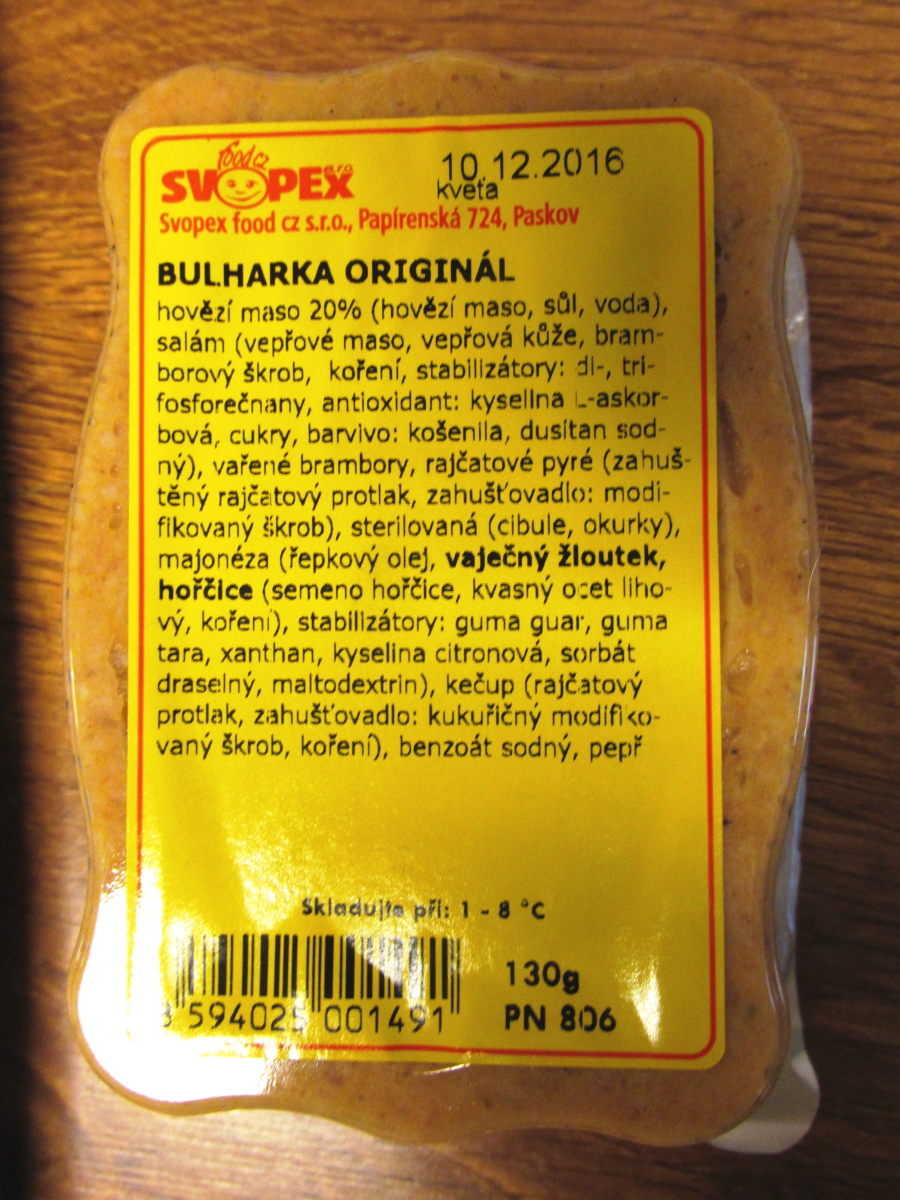 food cz
SVOPEX s.r.o.
10.12.2016
květa
Svopex food cz s.r.o., Papírenská 724, Paskov
BULHARKA ORIGINÁL
hovězí maso 20% (hovězí maso, sůl, voda),
salám (vepřové maso, vepřová kůže, bram-
borový škrob, koření, stabilizátory: di-, tri-
fosforečnany, antioxidant: kyselina L-askor-
bová, cukry, barvivo: košenila, dusitan sod-
ný), vařené brambory, rajčatové pyré (zahuš-
těný rajčatový protlak, zahušťovadlo: modi-
fikovaný škrob), sterilovaná (cibule, okurky),
majonéza (řepkový olej, vaječný žloutek,
hořčice (semeno hořčice, kvasný ocet liho-
vý, koření), stabilizátory: guma guar, guma
tara, xanthan, kyselina citronová, sorbát
draselný, maltodextrin), kečup (rajčatový
protlak, zahušťovadlo: kukuřičný modifiko-
vaný škrob, koření), benzoát sodný, pepř
Skladujte při: 1 - 8 °C
130g
8 594025 001491
PN 806